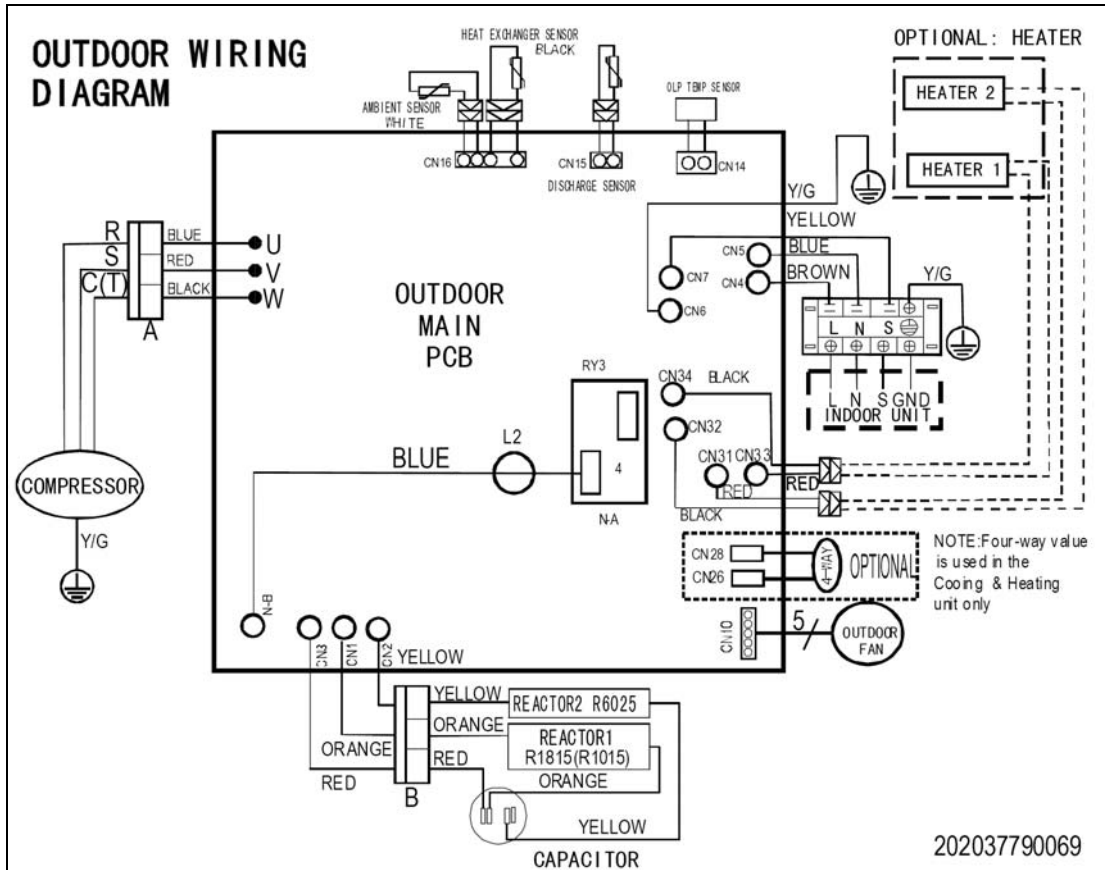 OUTDOOR WIRING
DIAGRAM
HEAT EXCHANGER SENSOR
BLACK
AMBIENT SENSOR
WHITE
OLP TEMP SENSOR
CN16
CN15
CN14
DISCHARGE SENSOR
OPTIONAL: HEATER
HEATER 2
HEATER 1
Y/G
YELLOW
BLUE
BROWN
CN5
CN4
CN7
CN6
Y/G
L N S
L N S GND
INDOOR UNIT
R
S
C(T)
BLUE
RED
BLACK
U
V
W
A
OUTDOOR
MAIN
PCB
RY3
4
N-A
L2
BLUE
CN34
BLACK
CN32
CN31
CN33
RED
RED
BLACK
COMPRESSOR
Y/G
CN28
CN26
4-WAY
OPTIONAL
NOTE:Four-way value
is used in the
Cooing & Heating
unit only
CN10
5
OUTDOOR
FAN
N-B
CN3
CN1
CN2
YELLOW
YELLOW
REACTOR2 R6025
ORANGE
REACTOR1
R1815(R1015)
ORANGE
RED
ORANGE
RED
B
YELLOW
CAPACITOR
202037790069